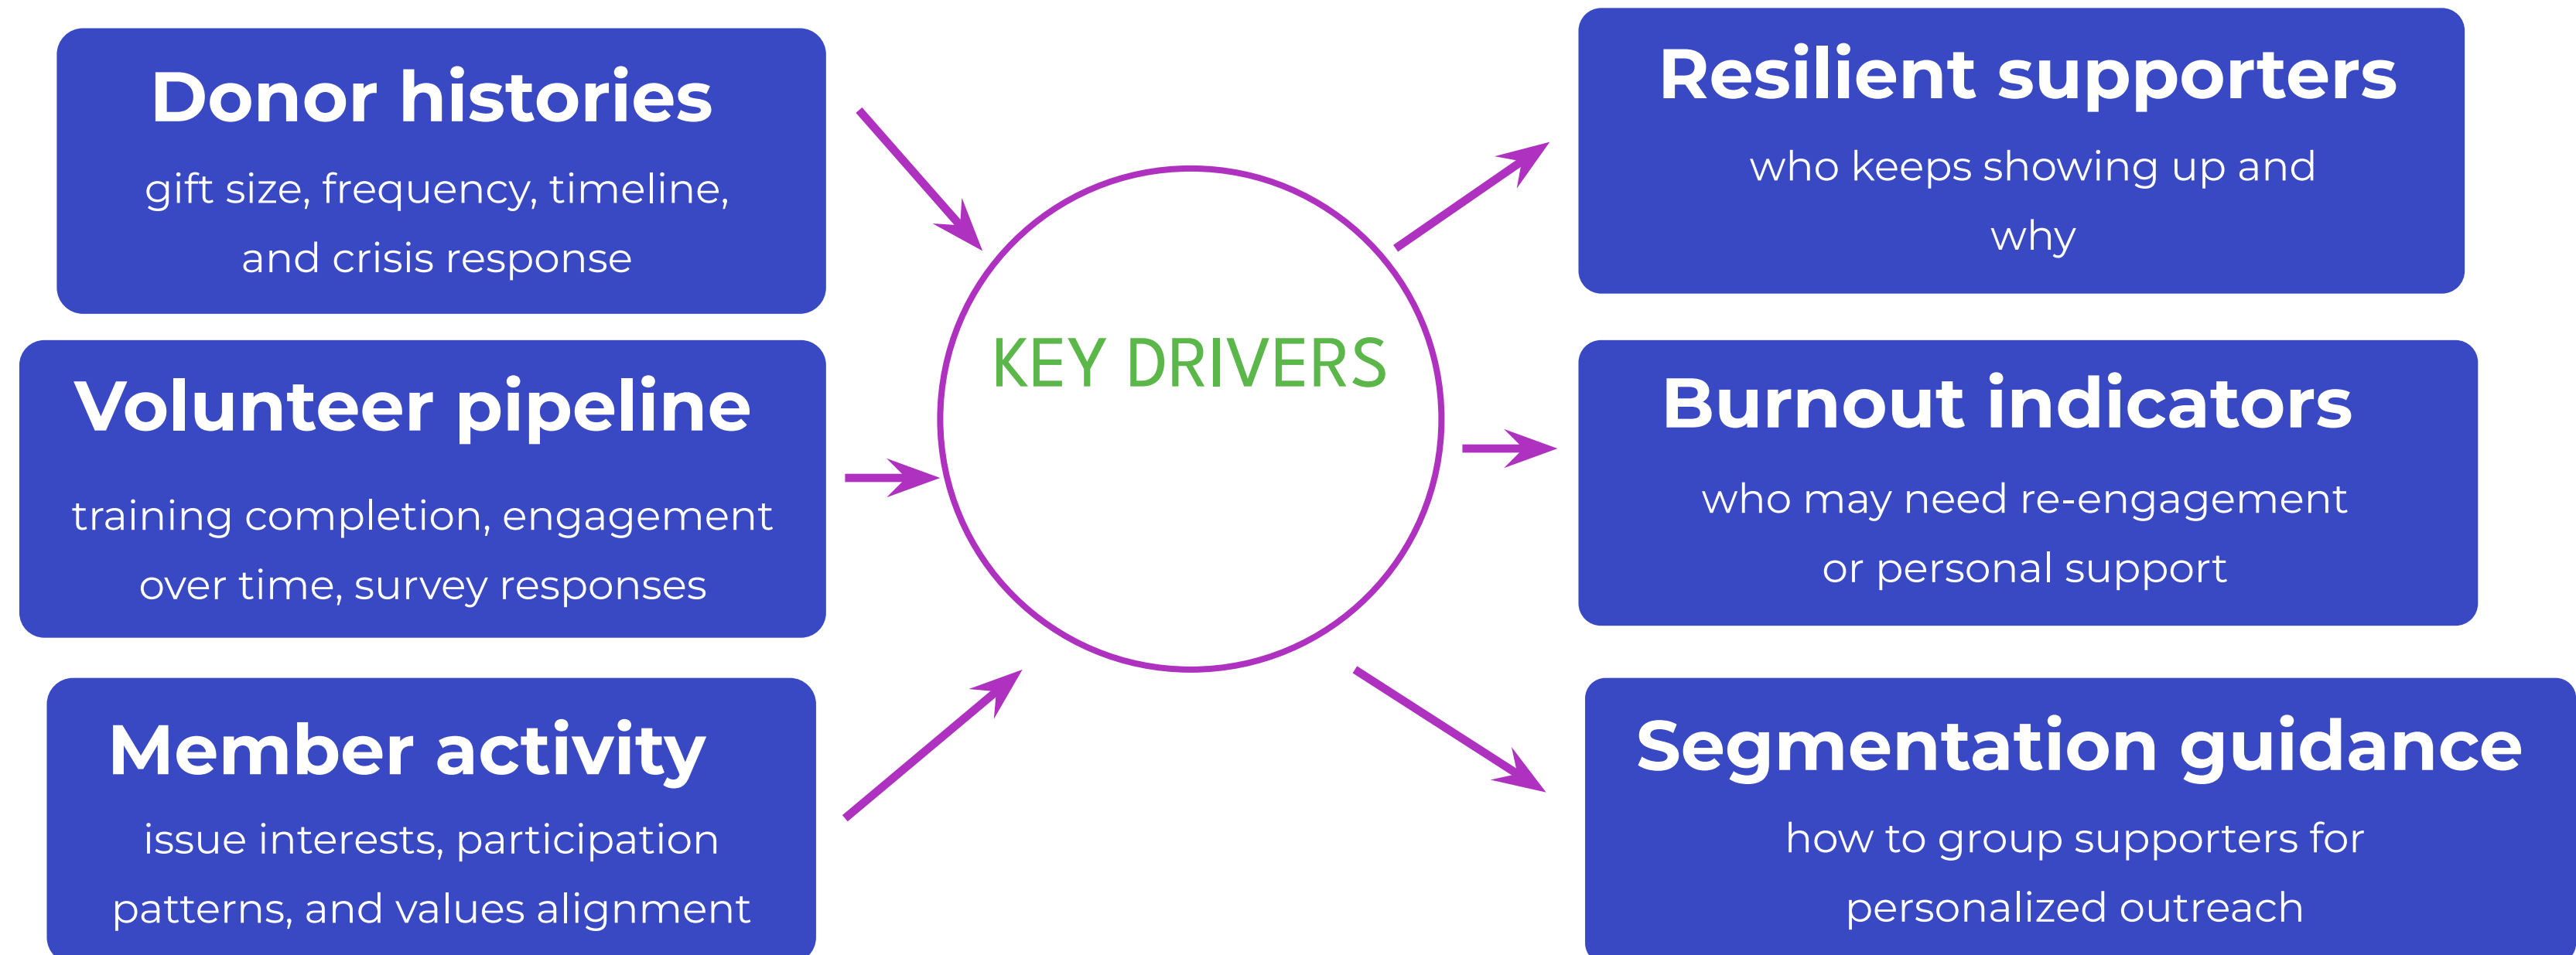 Donor histories
gift size, frequency, timeline,
and crisis response
Volunteer pipeline
training completion, engagement
over time, survey responses
Member activity
issue interests, participation
patterns, and values alignment
KEY DRIVERS
Resilient supporters
who keeps showing up and
why
Burnout indicators
who may need re-engagement
or personal support
Segmentation guidance
how to group supporters for
personalized outreach